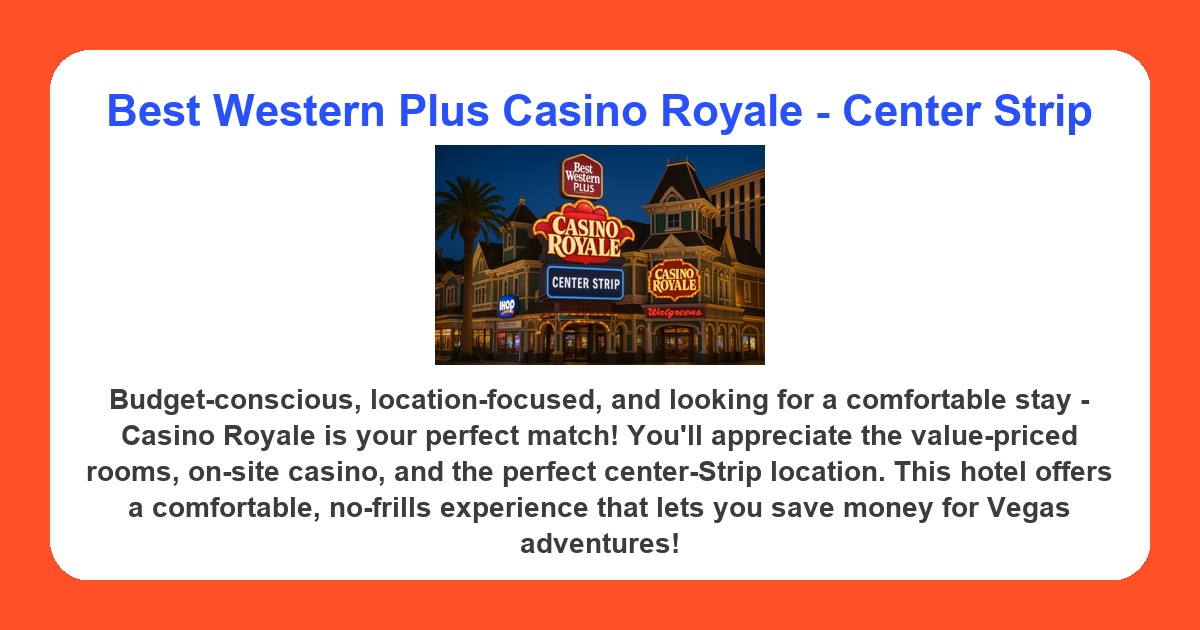 Best Western Plus Casino Royale - Center Strip
Best
Western
PLUS
CASINO
ROYALE
CENTER STRIP
CASINO
ROYALE
IHOP
Walgreens
Budget-conscious, location-focused, and looking for a comfortable stay -
Casino Royale is your perfect match! You'll appreciate the value-priced
rooms, on-site casino, and the perfect center-Strip location. This hotel offers
a comfortable, no-frills experience that lets you save money for Vegas
adventures!